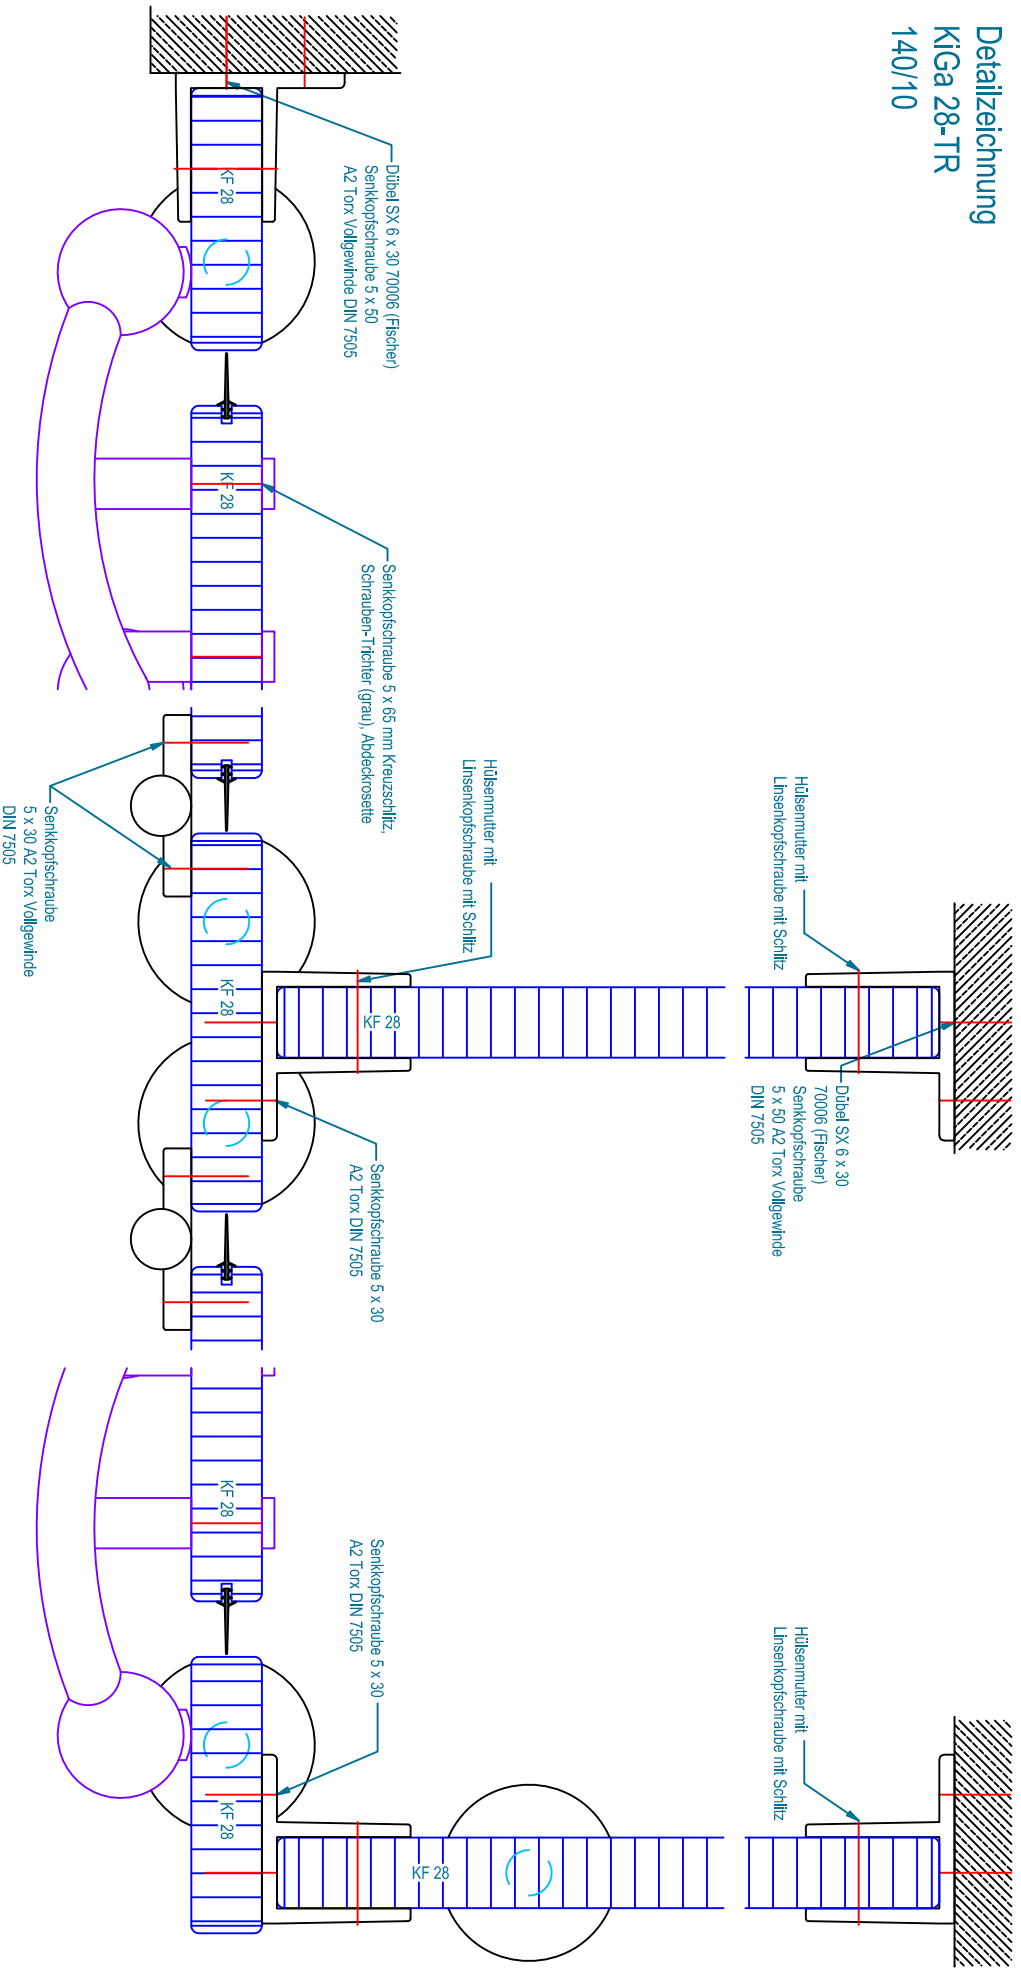 Detailzeichnung
KiGa 28-TR
140/10
Dübel SX 6 x 30 70006 (Fischer)
Senkkopfschraube 5 x 50
A2 Torx Vollgewinde DIN 7505
KF 28
KF 28
Senkkopfschraube 5 x 65 mm Kreuzschlitz,
Schrauben-Trichter (grau), Abdeckrosette
Senkkopfschraube
5 x 30 A2 Torx Vollgewinde
DIN 7505
Hülsenmutter mit
Linsenkopfschraube mit Schlitz
Hülsenmutter mit
Linsenkopfschraube mit Schlitz
KF 28
KF 28
Dübel SX 6 x 30
70006 (Fischer)
Senkkopfschraube
5 x 50 A2 Torx Vollgewinde
DIN 7505
Senkkopfschraube 5 x 30
A2 Torx DIN 7505
KF 28
Senkkopfschraube 5 x 30
A2 Torx DIN 7505
Hülsenmutter mit
Linsenkopfschraube mit Schlitz
KF 28
KF 28